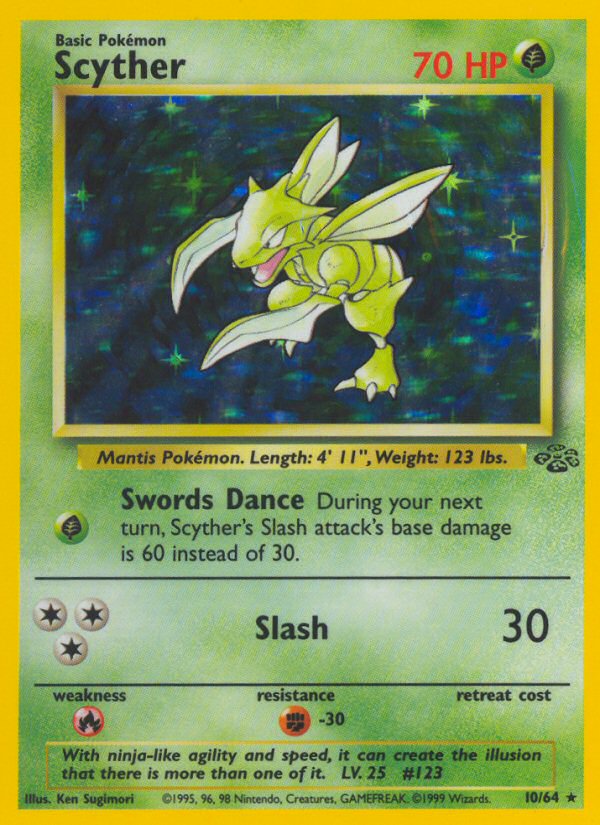 Basic Pokémon
Scyther
70 HP
Mantis Pokémon. Length: 4' 11", Weight: 123 lbs.
Swords Dance During your next
turn, Scyther's Slash attack's base damage
is 60 instead of 30.
Slash 30
weakness resistance retreat cost
-30
With ninja-like agility and speed, it can create the illusion
that there is more than one of it. LV. 25 #123
Illus. Ken Sugimori ©1995, 96, 98 Nintendo, Creatures, GAMEFREAK. ©1999 Wizards. 10/64 ★